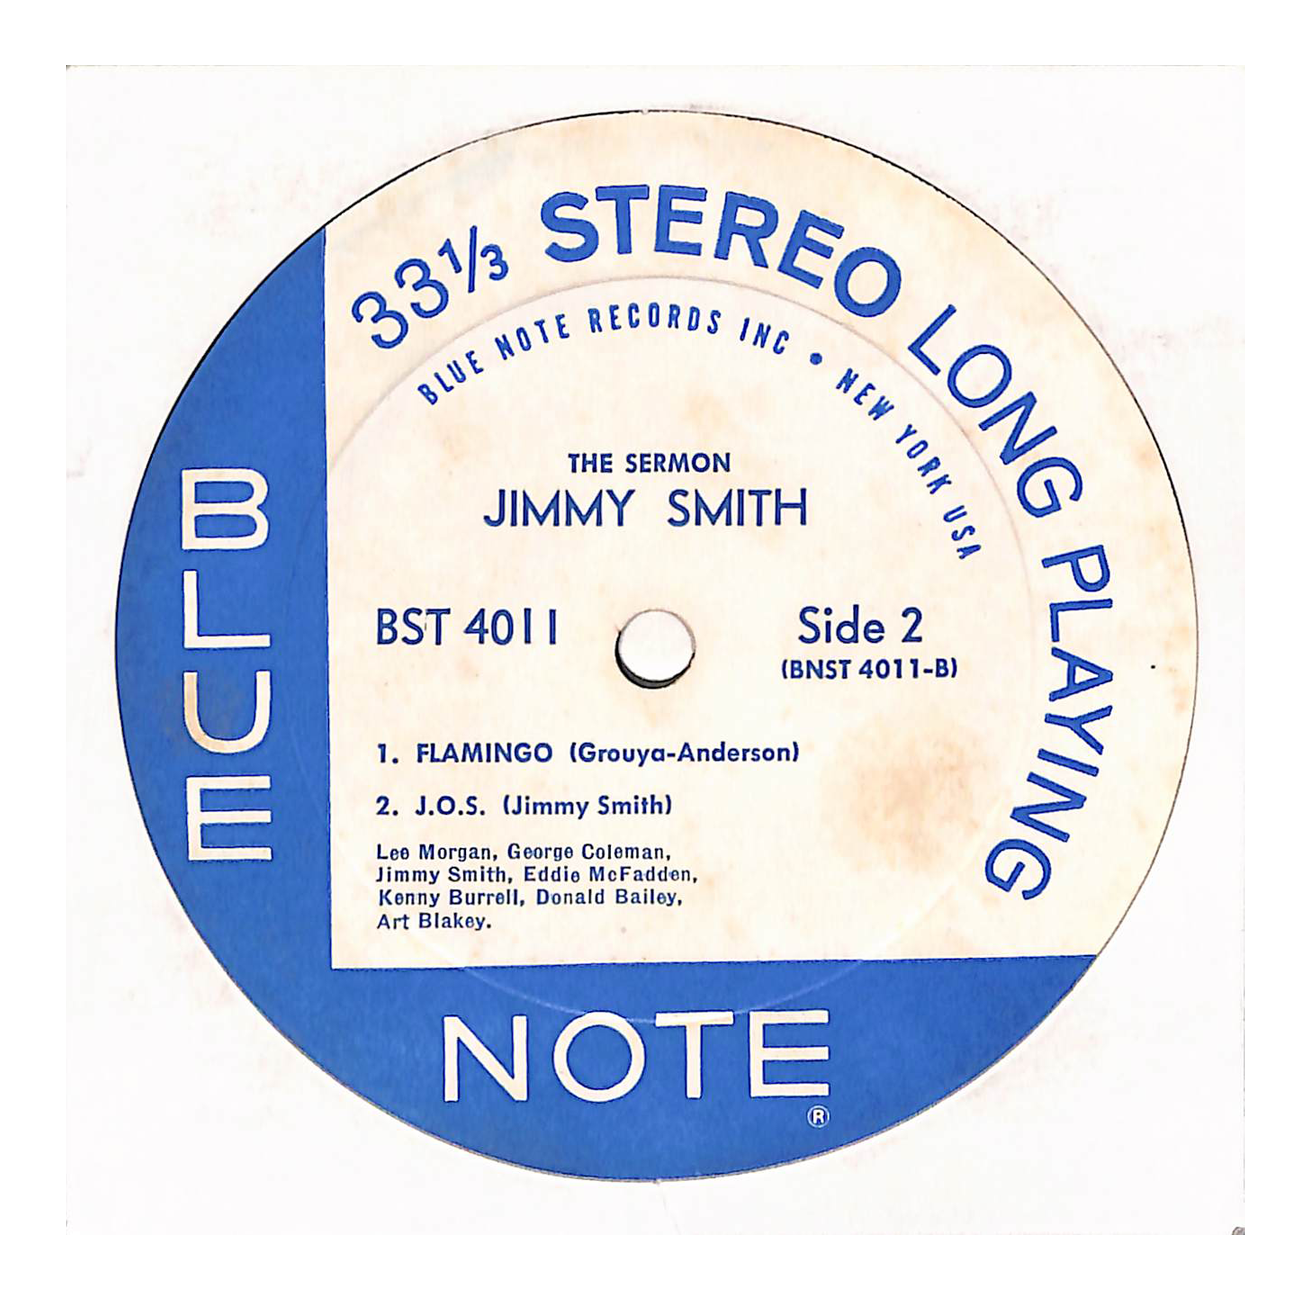 33⅓ STEREO LONG PLAYING
BLUE NOTE RECORDS INC • NEW YORK USA
THE SERMON
JIMMY SMITH
BST 4011
Side 2
(BNST 4011-B)
1. FLAMINGO (Grouya-Anderson)
2. J.O.S. (Jimmy Smith)
Lee Morgan, George Coleman,
Jimmy Smith, Eddie McFadden,
Kenny Burrell, Donald Bailey,
Art Blakey.
BLUE
NOTE
®